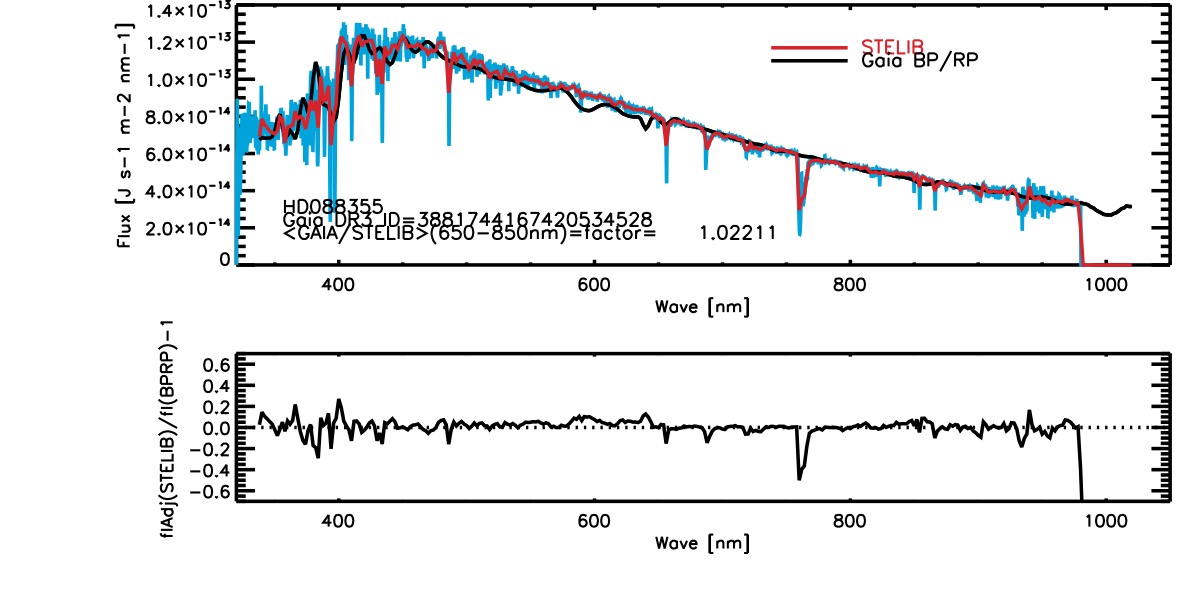 1.4×10−13
1.2×10−13
1.0×10−13
8.0×10−14
6.0×10−14
4.0×10−14
2.0×10−14
0
Flux [J s−1 m−2 nm−1]
STELIB
Gaia BP/RP
HD088355
Gaia DR3 ID=3881744167420534528
<GAIA/STELIB>(650−850nm)=factor= 1.02211
400 600 800 1000
Wave [nm]
0.6
0.4
0.2
0.0
−0.2
−0.4
−0.6
flAdj(STELIB)/fl(BPRP)−1
400 600 800 1000
Wave [nm]